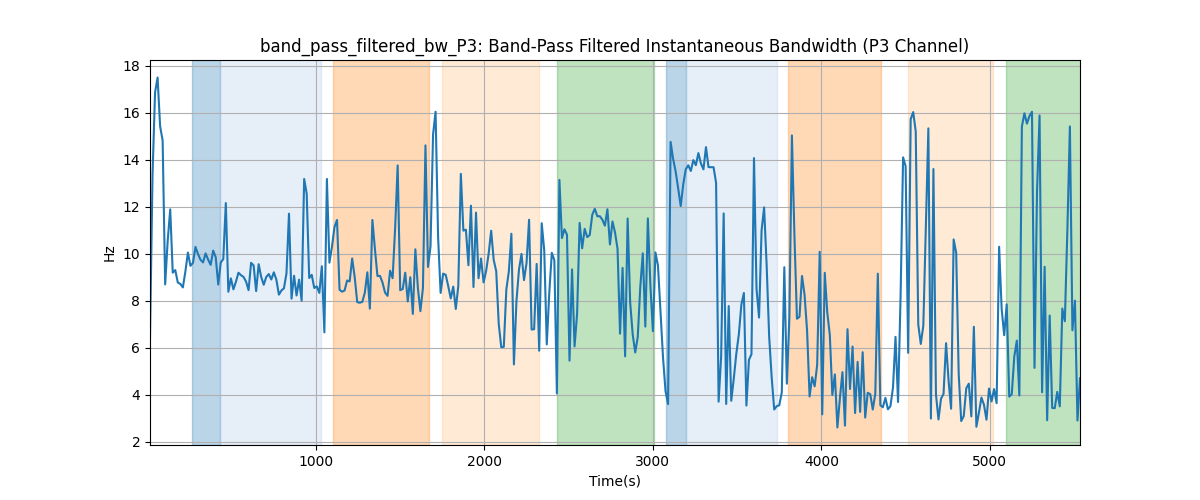 band_pass_filtered_bw_P3: Band-Pass Filtered Instantaneous Bandwidth (P3 Channel)
18
16
14
12
10
8
6
4
2
Hz
1000 2000 3000 4000 5000
Time(s)